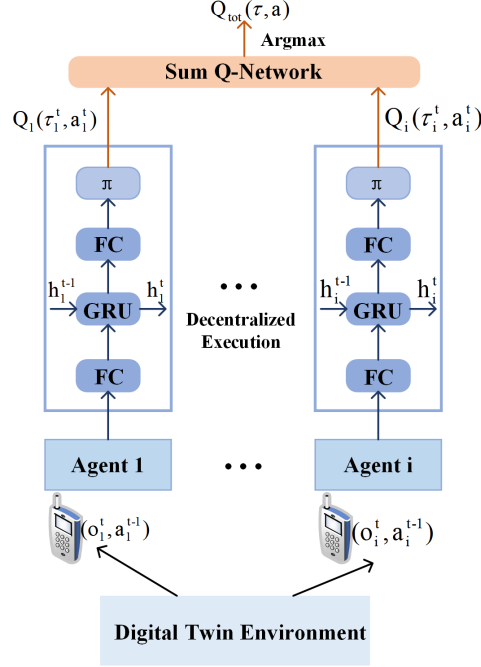 Q_tot(τ,a)
Argmax
Sum Q-Network
Q_1(τ_1^t,a_1^t)
Q_i(τ_i^t,a_i^t)
π
π
FC
FC
h_1^{t-1}
GRU
h_1^t
...
h_i^{t-1}
GRU
h_i^t
Decentralized
Execution
FC
FC
Agent 1
...
Agent i
(o_1^t,a_1^{t-1})
(o_i^t,a_i^{t-1})
Digital Twin Environment